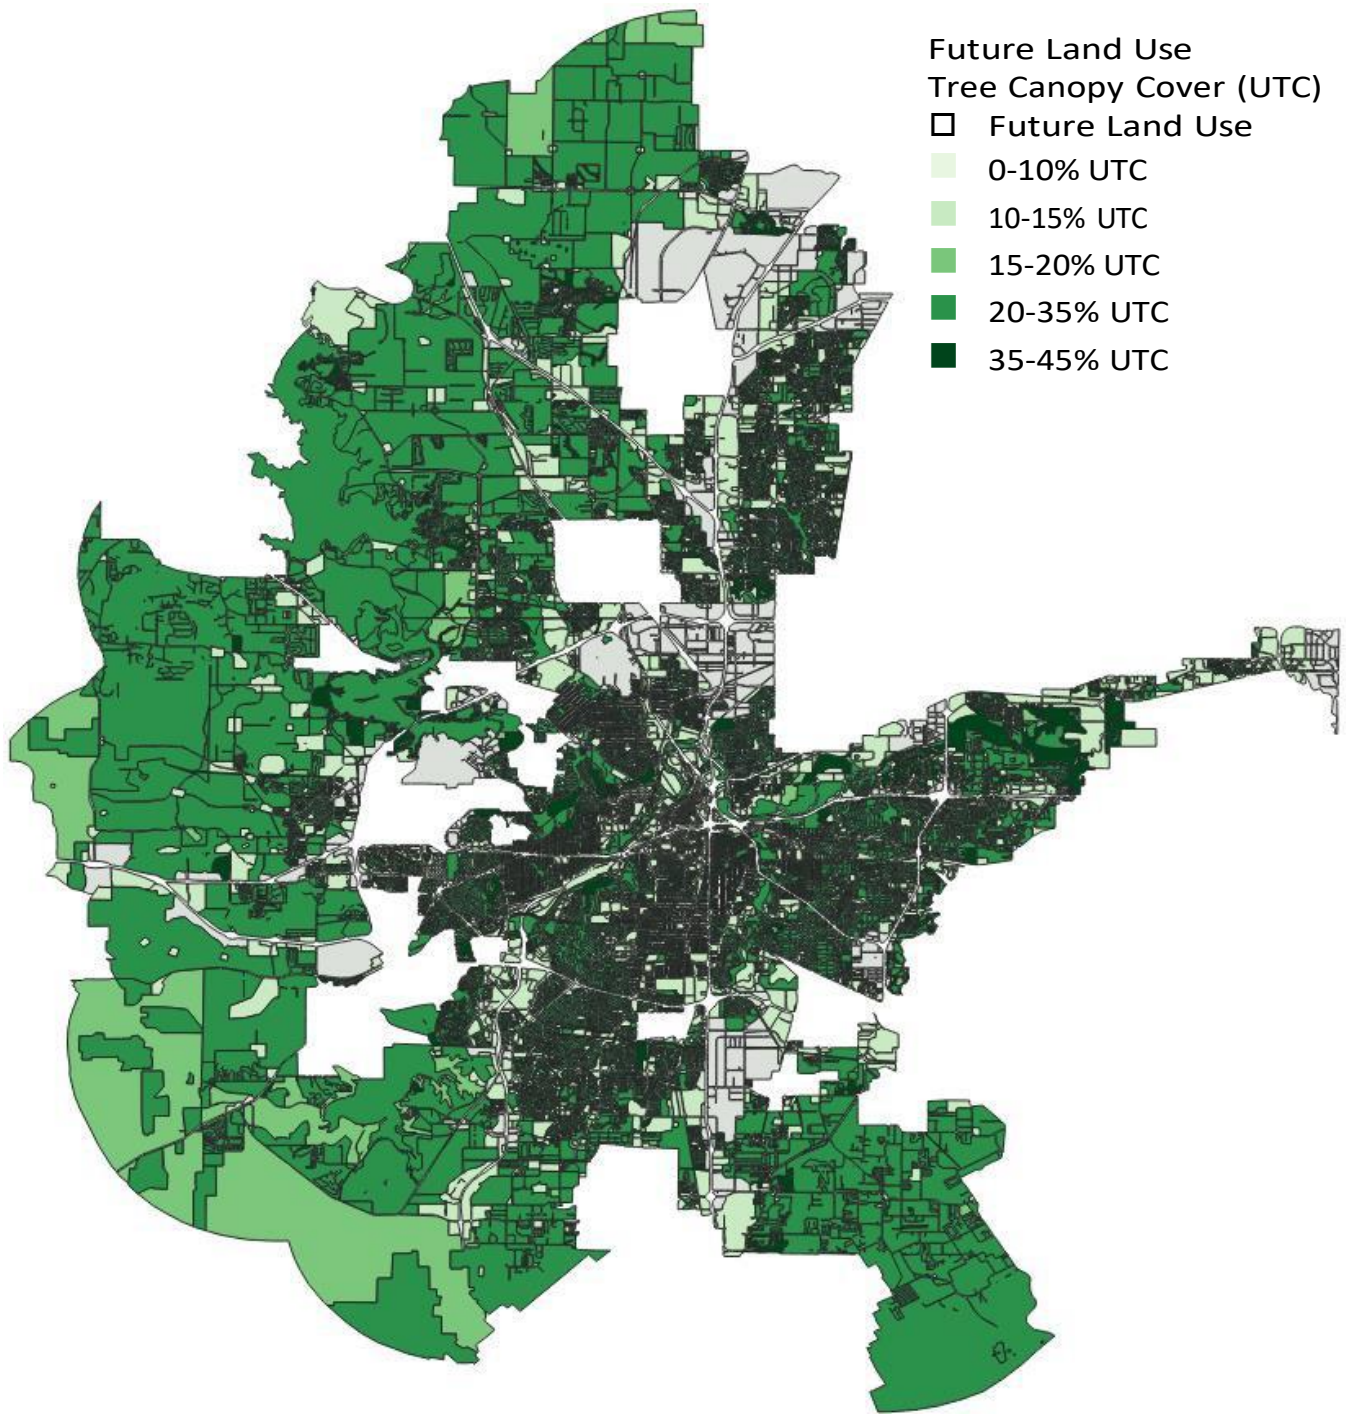 Future Land Use
Tree Canopy Cover (UTC)
Future Land Use
0-10% UTC
10-15% UTC
15-20% UTC
20-35% UTC
35-45% UTC